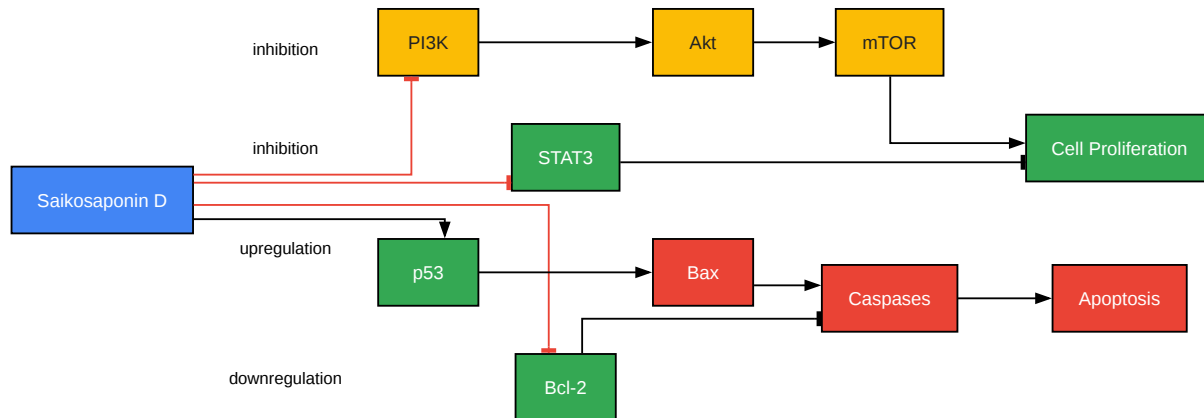 inhibition
PI3K
Akt
mTOR
inhibition
STAT3
Cell Proliferation
Saikosaponin D
upregulation
p53
Bax
Caspases
Apoptosis
downregulation
Bcl-2